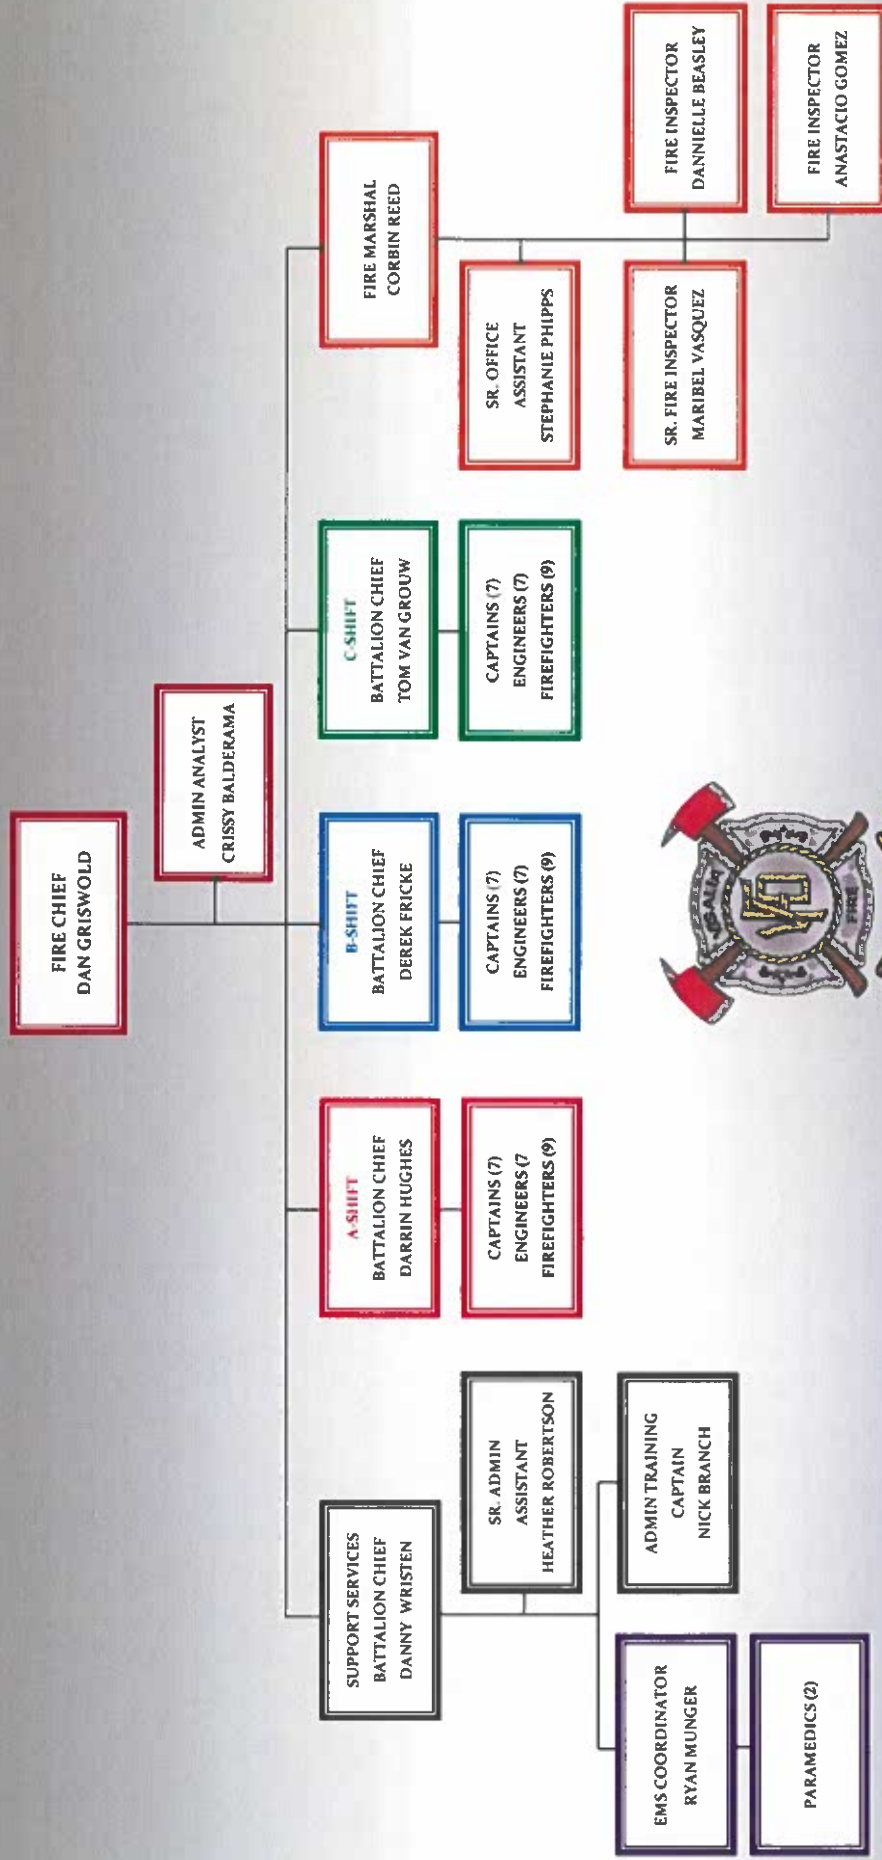 FIRE CHIEF
DAN GRISWOLD
ADMIN ANALYST
CRISSY BALDERAMA
SUPPORT SERVICES
BATTALION CHIEF
DANNY WRISTEN
A-SHIFT
BATTALION CHIEF
DARRIN HUGHES
B-SHIFT
BATTALION CHIEF
DEREK FRICKE
C-SHIFT
BATTALION CHIEF
TOM VAN GROUW
FIRE MARSHAL
CORBIN REED
SR. ADMIN
ASSISTANT
HEATHER ROBERTSON
CAPTAINS (7)
ENGINEERS (7
FIREFIGHTERS (9)
CAPTAINS (7)
ENGINEERS (7)
FIREFIGHTERS (9)
CAPTAINS (7)
ENGINEERS (7)
FIREFIGHTERS (9)
SR. OFFICE
ASSISTANT
STEPHANIE PHIPPS
EMS COORDINATOR
RYAN MUNGER
ADMIN TRAINING
CAPTAIN
NICK BRANCH
SR. FIRE INSPECTOR
MARIBEL VASQUEZ
FIRE INSPECTOR
DANNIELLE BEASLEY
PARAMEDICS (2)
FIRE INSPECTOR
ANASTACIO GOMEZ
VISALIA
FIRE